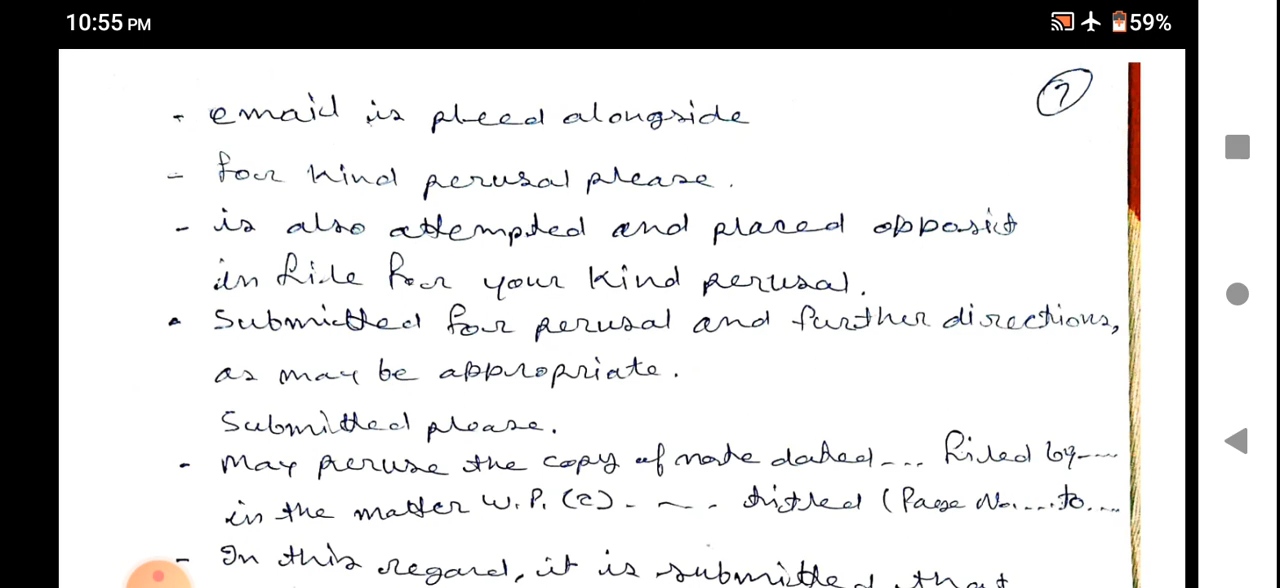 10:55 PM 59%
7
- email is pleed alongside
- for kind perusal please.
- is also attempted and placed opposit
in file for your kind perusal.
- Submitted for perusal and further directions,
as may be appropriate.
Submitted please.
- May peruse the copy of note dated.... filed by....
in the matter W.P. (c) - ~ . . titled (Page No.....to....
- In this regard, it is submitted that